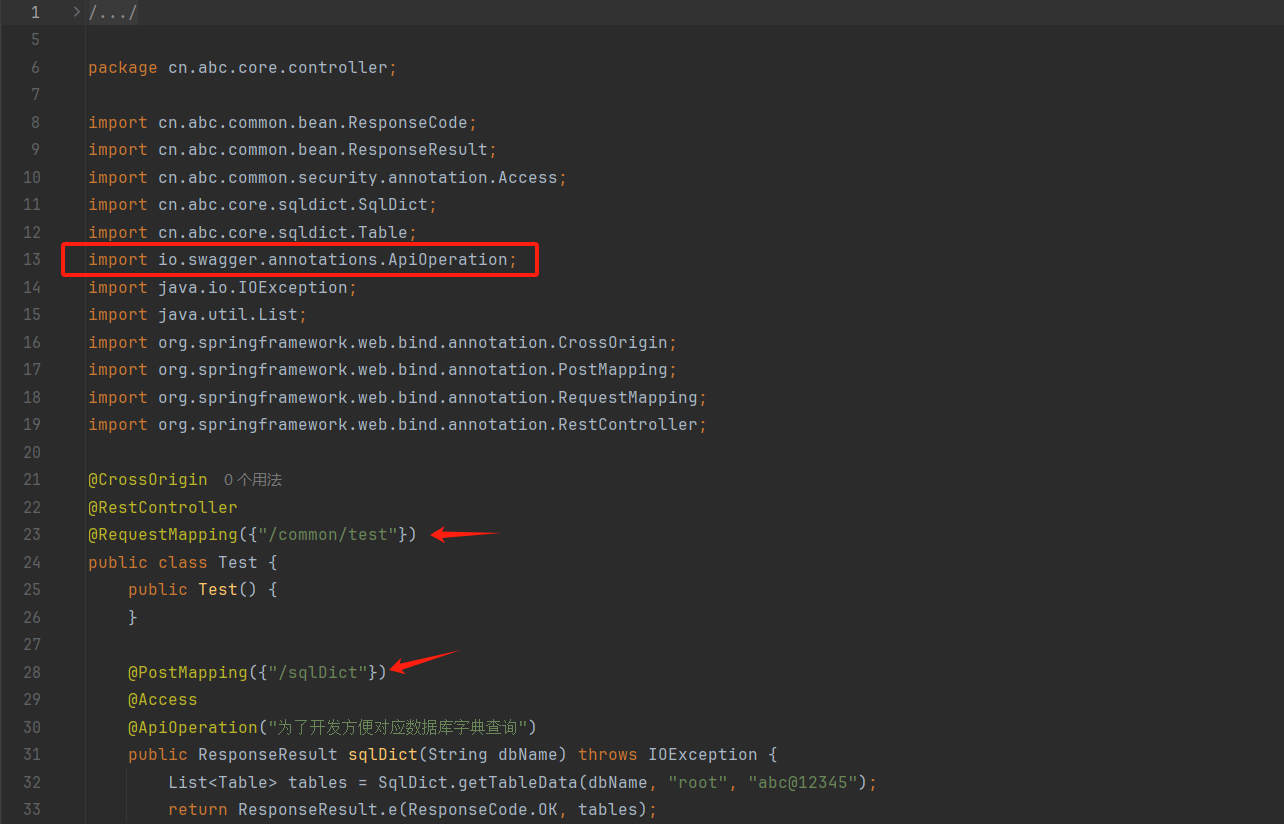 1 /.../
5
6 package cn.abc.core.controller;
7
8 import cn.abc.common.bean.ResponseCode;
9 import cn.abc.common.bean.ResponseResult;
10 import cn.abc.common.security.annotation.Access;
11 import cn.abc.core.sqldict.SqlDict;
12 import cn.abc.core.sqldict.Table;
13 import io.swagger.annotations.ApiOperation;
14 import java.io.IOException;
15 import java.util.List;
16 import org.springframework.web.bind.annotation.CrossOrigin;
17 import org.springframework.web.bind.annotation.PostMapping;
18 import org.springframework.web.bind.annotation.RequestMapping;
19 import org.springframework.web.bind.annotation.RestController;
20
21 @CrossOrigin 0 个用法
22 @RestController
23 @RequestMapping({"/common/test"})
24 public class Test {
25     public Test() {
26     }
27
28     @PostMapping({"/sqlDict"})
29     @Access
30     @ApiOperation("为了开发方便对应数据库字典查询")
31     public ResponseResult sqlDict(String dbName) throws IOException {
32         List<Table> tables = SqlDict.getTableData(dbName, "root", "abc@12345");
33         return ResponseResult.e(ResponseCode.OK, tables);